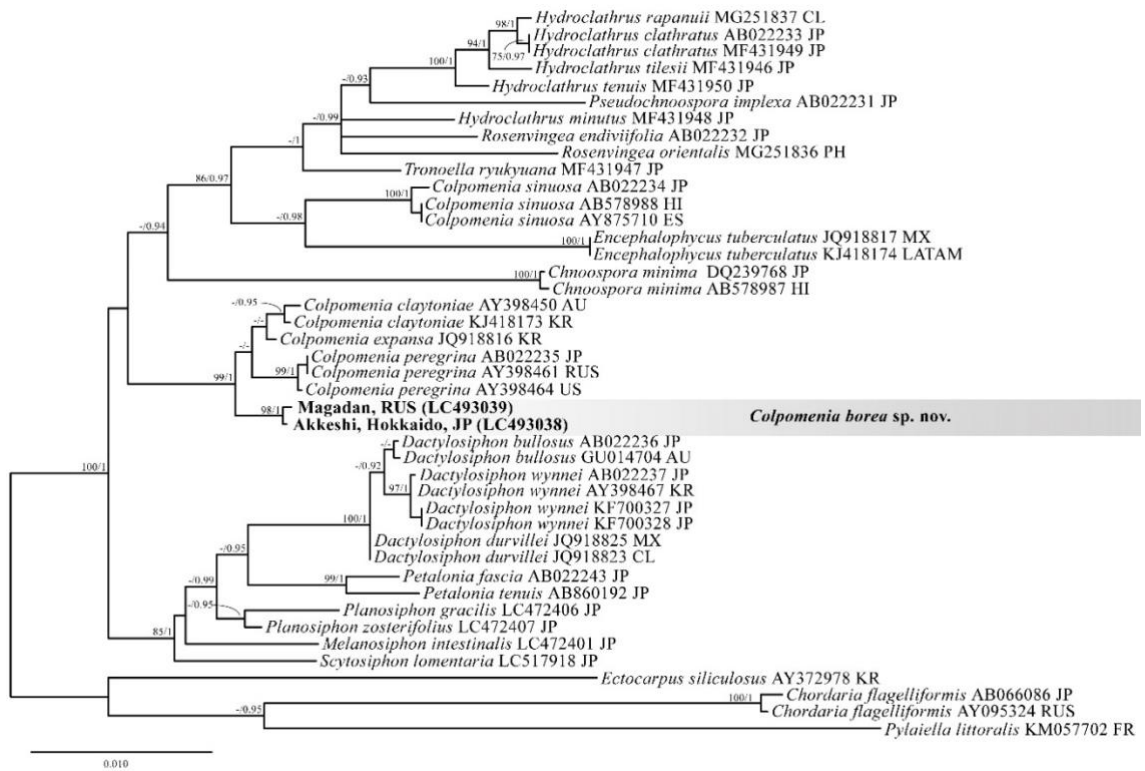 Hydroclathrus rapanuii MG251837 CL
98/1
Hydroclathrus clathratus AB022233 JP
94/1
Hydroclathrus clathratus MF431949 JP
75/0.97
100/1
Hydroclathrus tilesii MF431946 JP
-/0.93
Hydroclathrus tenuis MF431950 JP
Pseudochnoospora implexa AB022231 JP
-/0.99
Hydroclathrus minutus MF431948 JP
-/1
Rosenvingea endiviifolia AB022232 JP
Rosenvingea orientalis MG251836 PH
86/0.97
Tronoella ryukyuana MF431947 JP
100/1
Colpomenia sinuosa AB022234 JP
Colpomenia sinuosa AB578988 HI
-/0.98
Colpomenia sinuosa AY875710 ES
-/0.94
100/1
Encephalophycus tuberculatus JQ918817 MX
Encephalophycus tuberculatus KJ418174 LATAM
100/1
Chnoospora minima DQ239768 JP
Chnoospora minima AB578987 HI
-/0.95
Colpomenia claytoniae AY398450 AU
Colpomenia claytoniae KJ418173 KR
-/-
Colpomenia expansa JQ918816 KR
-/-
Colpomenia peregrina AB022235 JP
99/1
Colpomenia peregrina AY398461 RUS
99/1
Colpomenia peregrina AY398464 US
98/1
Magadan, RUS (LC493039)
Akkeshi, Hokkaido, JP (LC493038)
Colpomenia borea sp. nov.
-/-
Dactylosiphon bullosus AB022236 JP
Dactylosiphon bullosus GU014704 AU
-/0.92
100/1
Dactylosiphon wynnei AB022237 JP
97/1
Dactylosiphon wynnei AY398467 KR
Dactylosiphon wynnei KF700327 JP
Dactylosiphon wynnei KF700328 JP
100/1
Dactylosiphon durvillei JQ918825 MX
-/0.95
Dactylosiphon durvillei JQ918823 CL
99/1
Petalonia fascia AB022243 JP
-/0.99
Petalonia tenuis AB860192 JP
-/0.95
Planosiphon gracilis LC472406 JP
Planosiphon zosterifolius LC472407 JP
85/1
Melanosiphon intestinalis LC472401 JP
Scytosiphon lomentaria LC517918 JP
Ectocarpus siliculosus AY372978 KR
100/1
Chordaria flagelliformis AB066086 JP
-/0.95
Chordaria flagelliformis AY095324 RUS
Pylaiella littoralis KM057702 FR
0.010